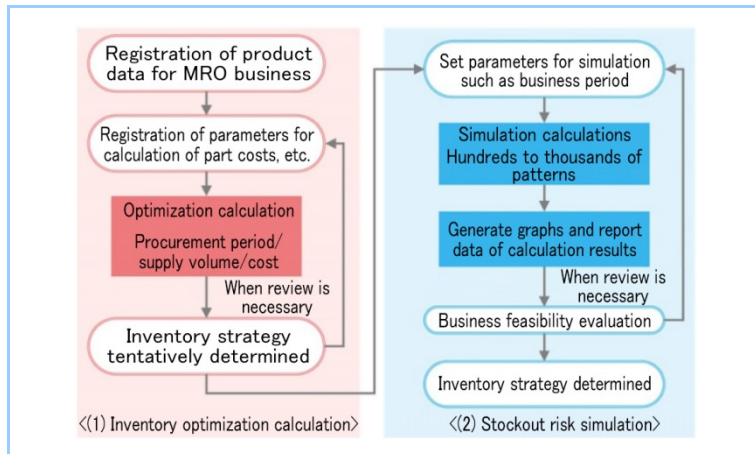 Registration of product
data for MRO business
Registration of parameters for
calculation of part costs, etc.
Optimization calculation
Procurement period/
supply volume/cost
When review is
necessary
Inventory strategy
tentatively determined
<(1) Inventory optimization calculation>
Set parameters for simulation
such as business period
Simulation calculations
Hundreds to thousands of
patterns
Generate graphs and report
data of calculation results
When review is
necessary
Business feasibility evaluation
Inventory strategy determined
<(2) Stockout risk simulation>